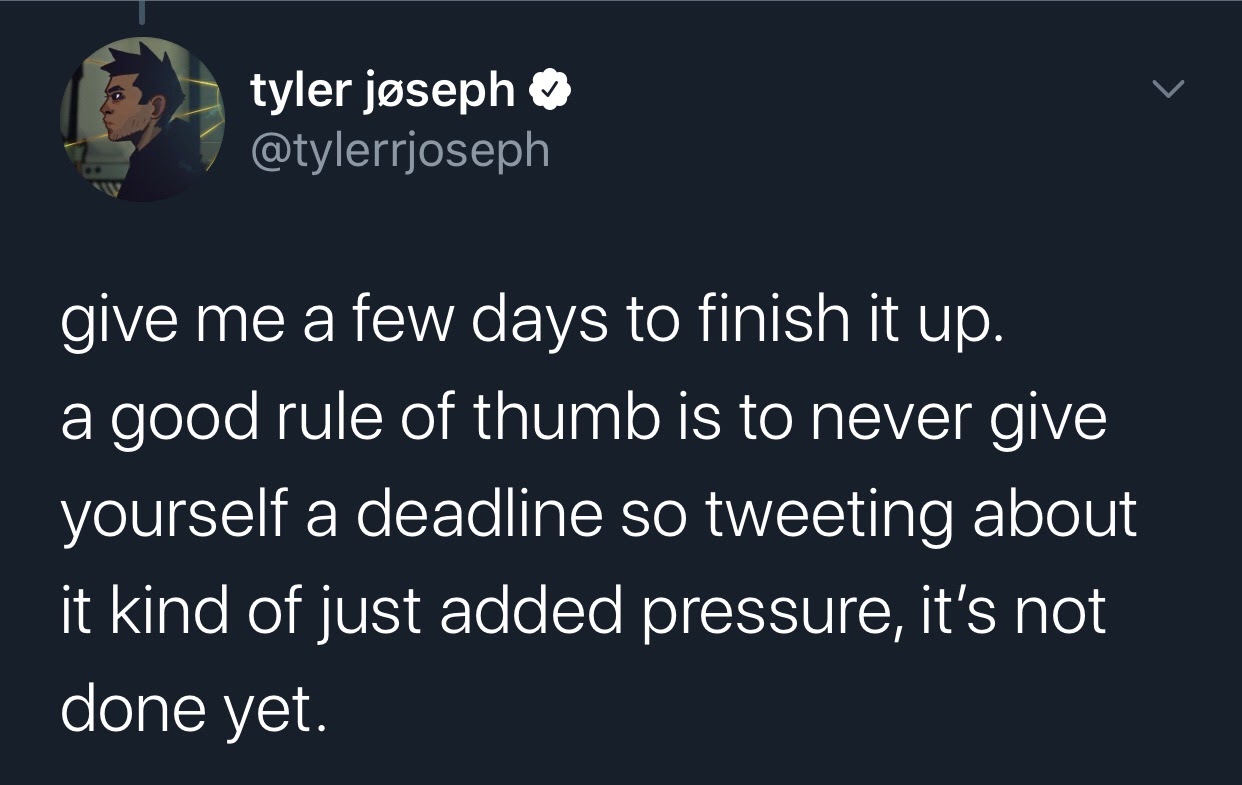 tyler jøseph
@tylerrjoseph
give me a few days to finish it up.
a good rule of thumb is to never give
yourself a deadline so tweeting about
it kind of just added pressure, it’s not
done yet.